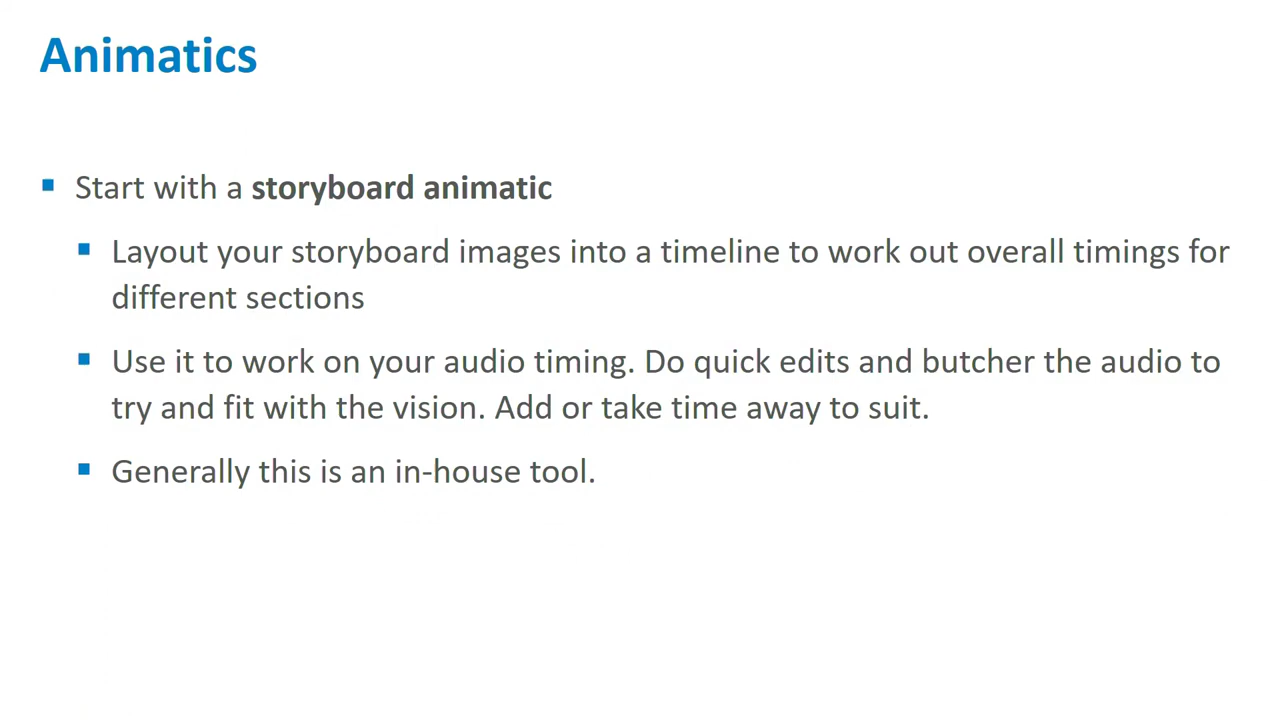 Animatics
Start with a storyboard animatic
Layout your storyboard images into a timeline to work out overall timings for
different sections
Use it to work on your audio timing. Do quick edits and butcher the audio to
try and fit with the vision. Add or take time away to suit.
Generally this is an in-house tool.